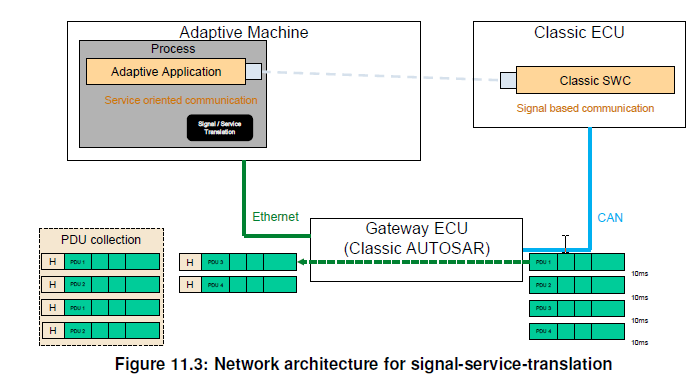 Adaptive Machine
Process
Adaptive Application
Service oriented communication
Signal / Service
Translation
Classic ECU
Classic SWC
Signal based communication
Ethernet
Gateway ECU
(Classic AUTOSAR)
CAN
PDU collection
H PDU 1
H PDU 2
H PDU 1
H PDU 2
H PDU 3
H PDU 4
PDU 1
10ms
PDU 2
10ms
PDU 3
10ms
PDU 4
10ms
Figure 11.3: Network architecture for signal-service-translation